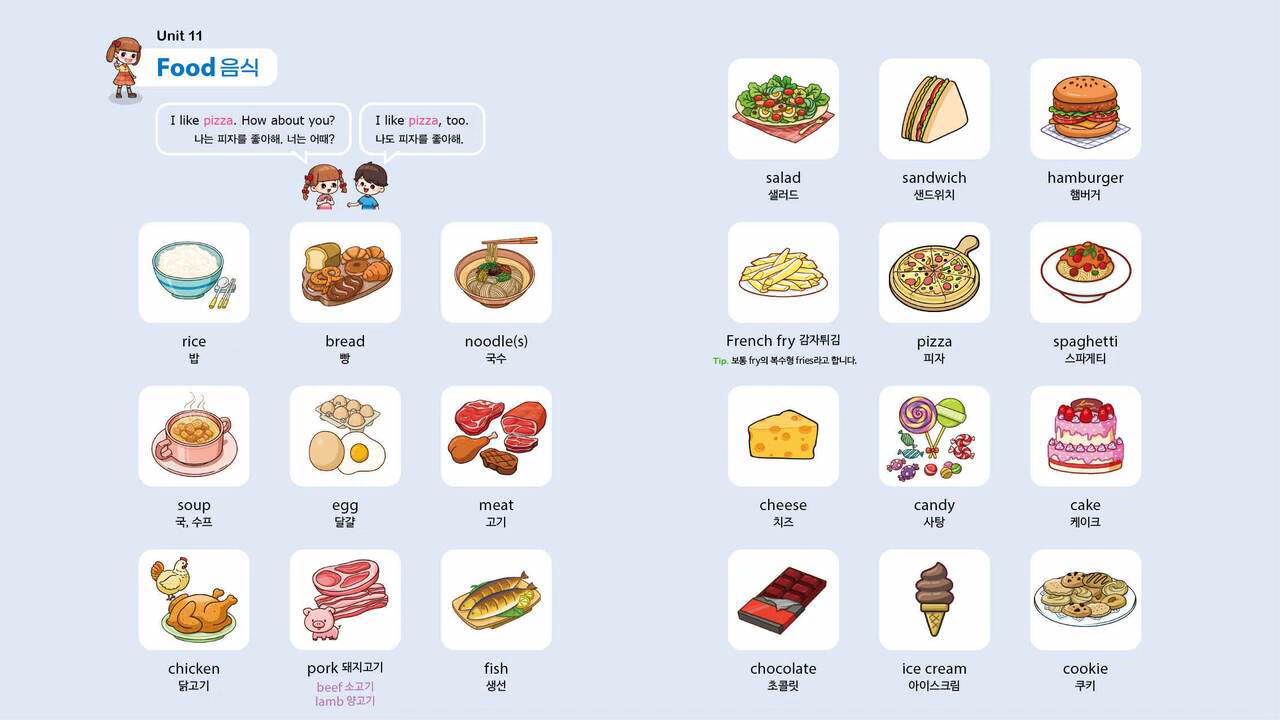 Unit 11
Food 음식
I like pizza. How about you?
나는 피자를 좋아해. 너는 어때?
I like pizza, too.
나도 피자를 좋아해.
rice
밥
bread
빵
noodle(s)
국수
soup
국, 수프
egg
달걀
meat
고기
chicken
닭고기
pork 돼지고기
beef 소고기
lamb 양고기
fish
생선
salad
샐러드
sandwich
샌드위치
hamburger
햄버거
French fry 감자튀김
Tip. 보통 fry의 복수형 fries라고 합니다.
pizza
피자
spaghetti
스파게티
cheese
치즈
candy
사탕
cake
케이크
chocolate
초콜릿
ice cream
아이스크림
cookie
쿠키